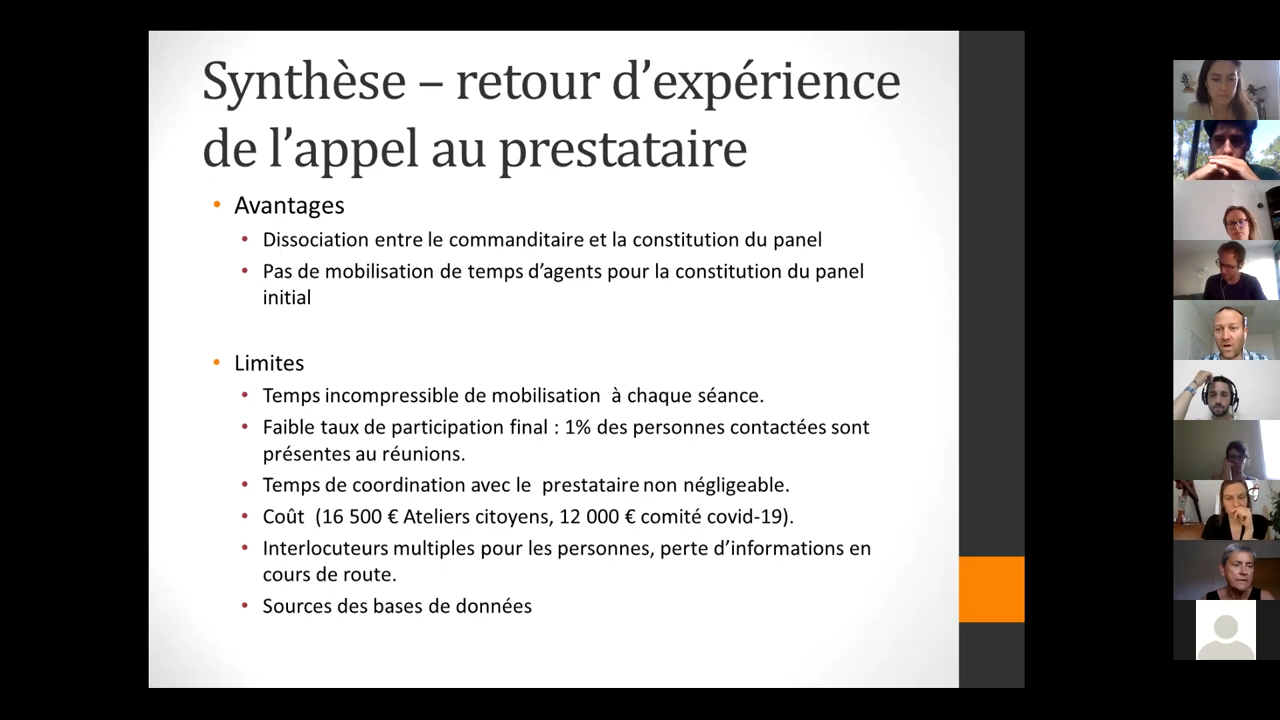 Synthèse – retour d’expérience
de l’appel au prestataire
• Avantages
• Dissociation entre le commanditaire et la constitution du panel
• Pas de mobilisation de temps d’agents pour la constitution du panel
initial
• Limites
• Temps incompressible de mobilisation à chaque séance.
• Faible taux de participation final : 1% des personnes contactées sont
présentes au réunions.
• Temps de coordination avec le prestataire non négligeable.
• Coût (16 500 € Ateliers citoyens, 12 000 € comité covid-19).
• Interlocuteurs multiples pour les personnes, perte d’informations en
cours de route.
• Sources des bases de données